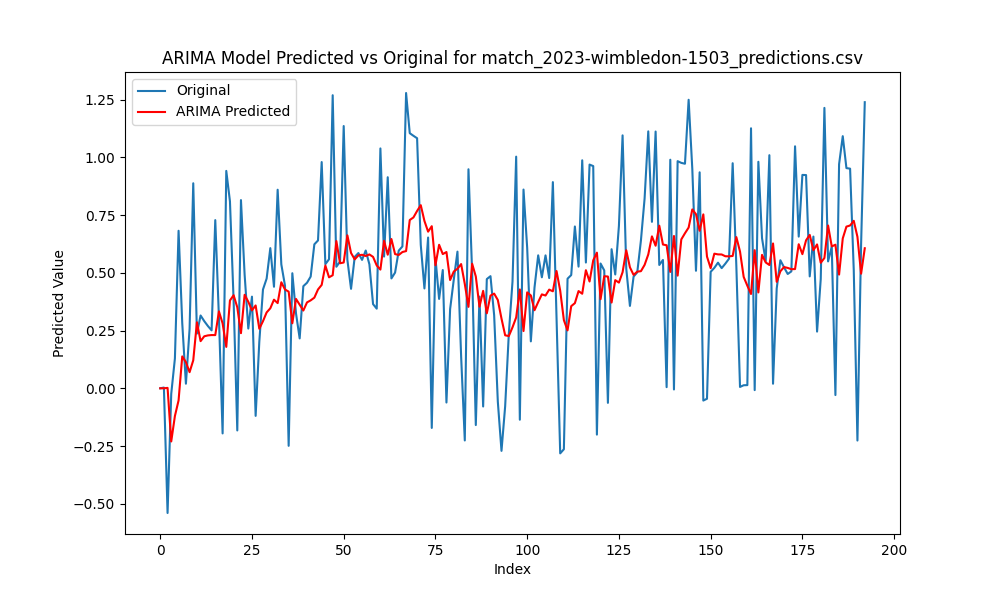 ARIMA Model Predicted vs Original for match_2023-wimbledon-1503_predictions.csv
Original
ARIMA Predicted
Predicted Value
1.25
1.00
0.75
0.50
0.25
0.00
−0.25
−0.50
0 25 50 75 100 125 150 175 200
Index